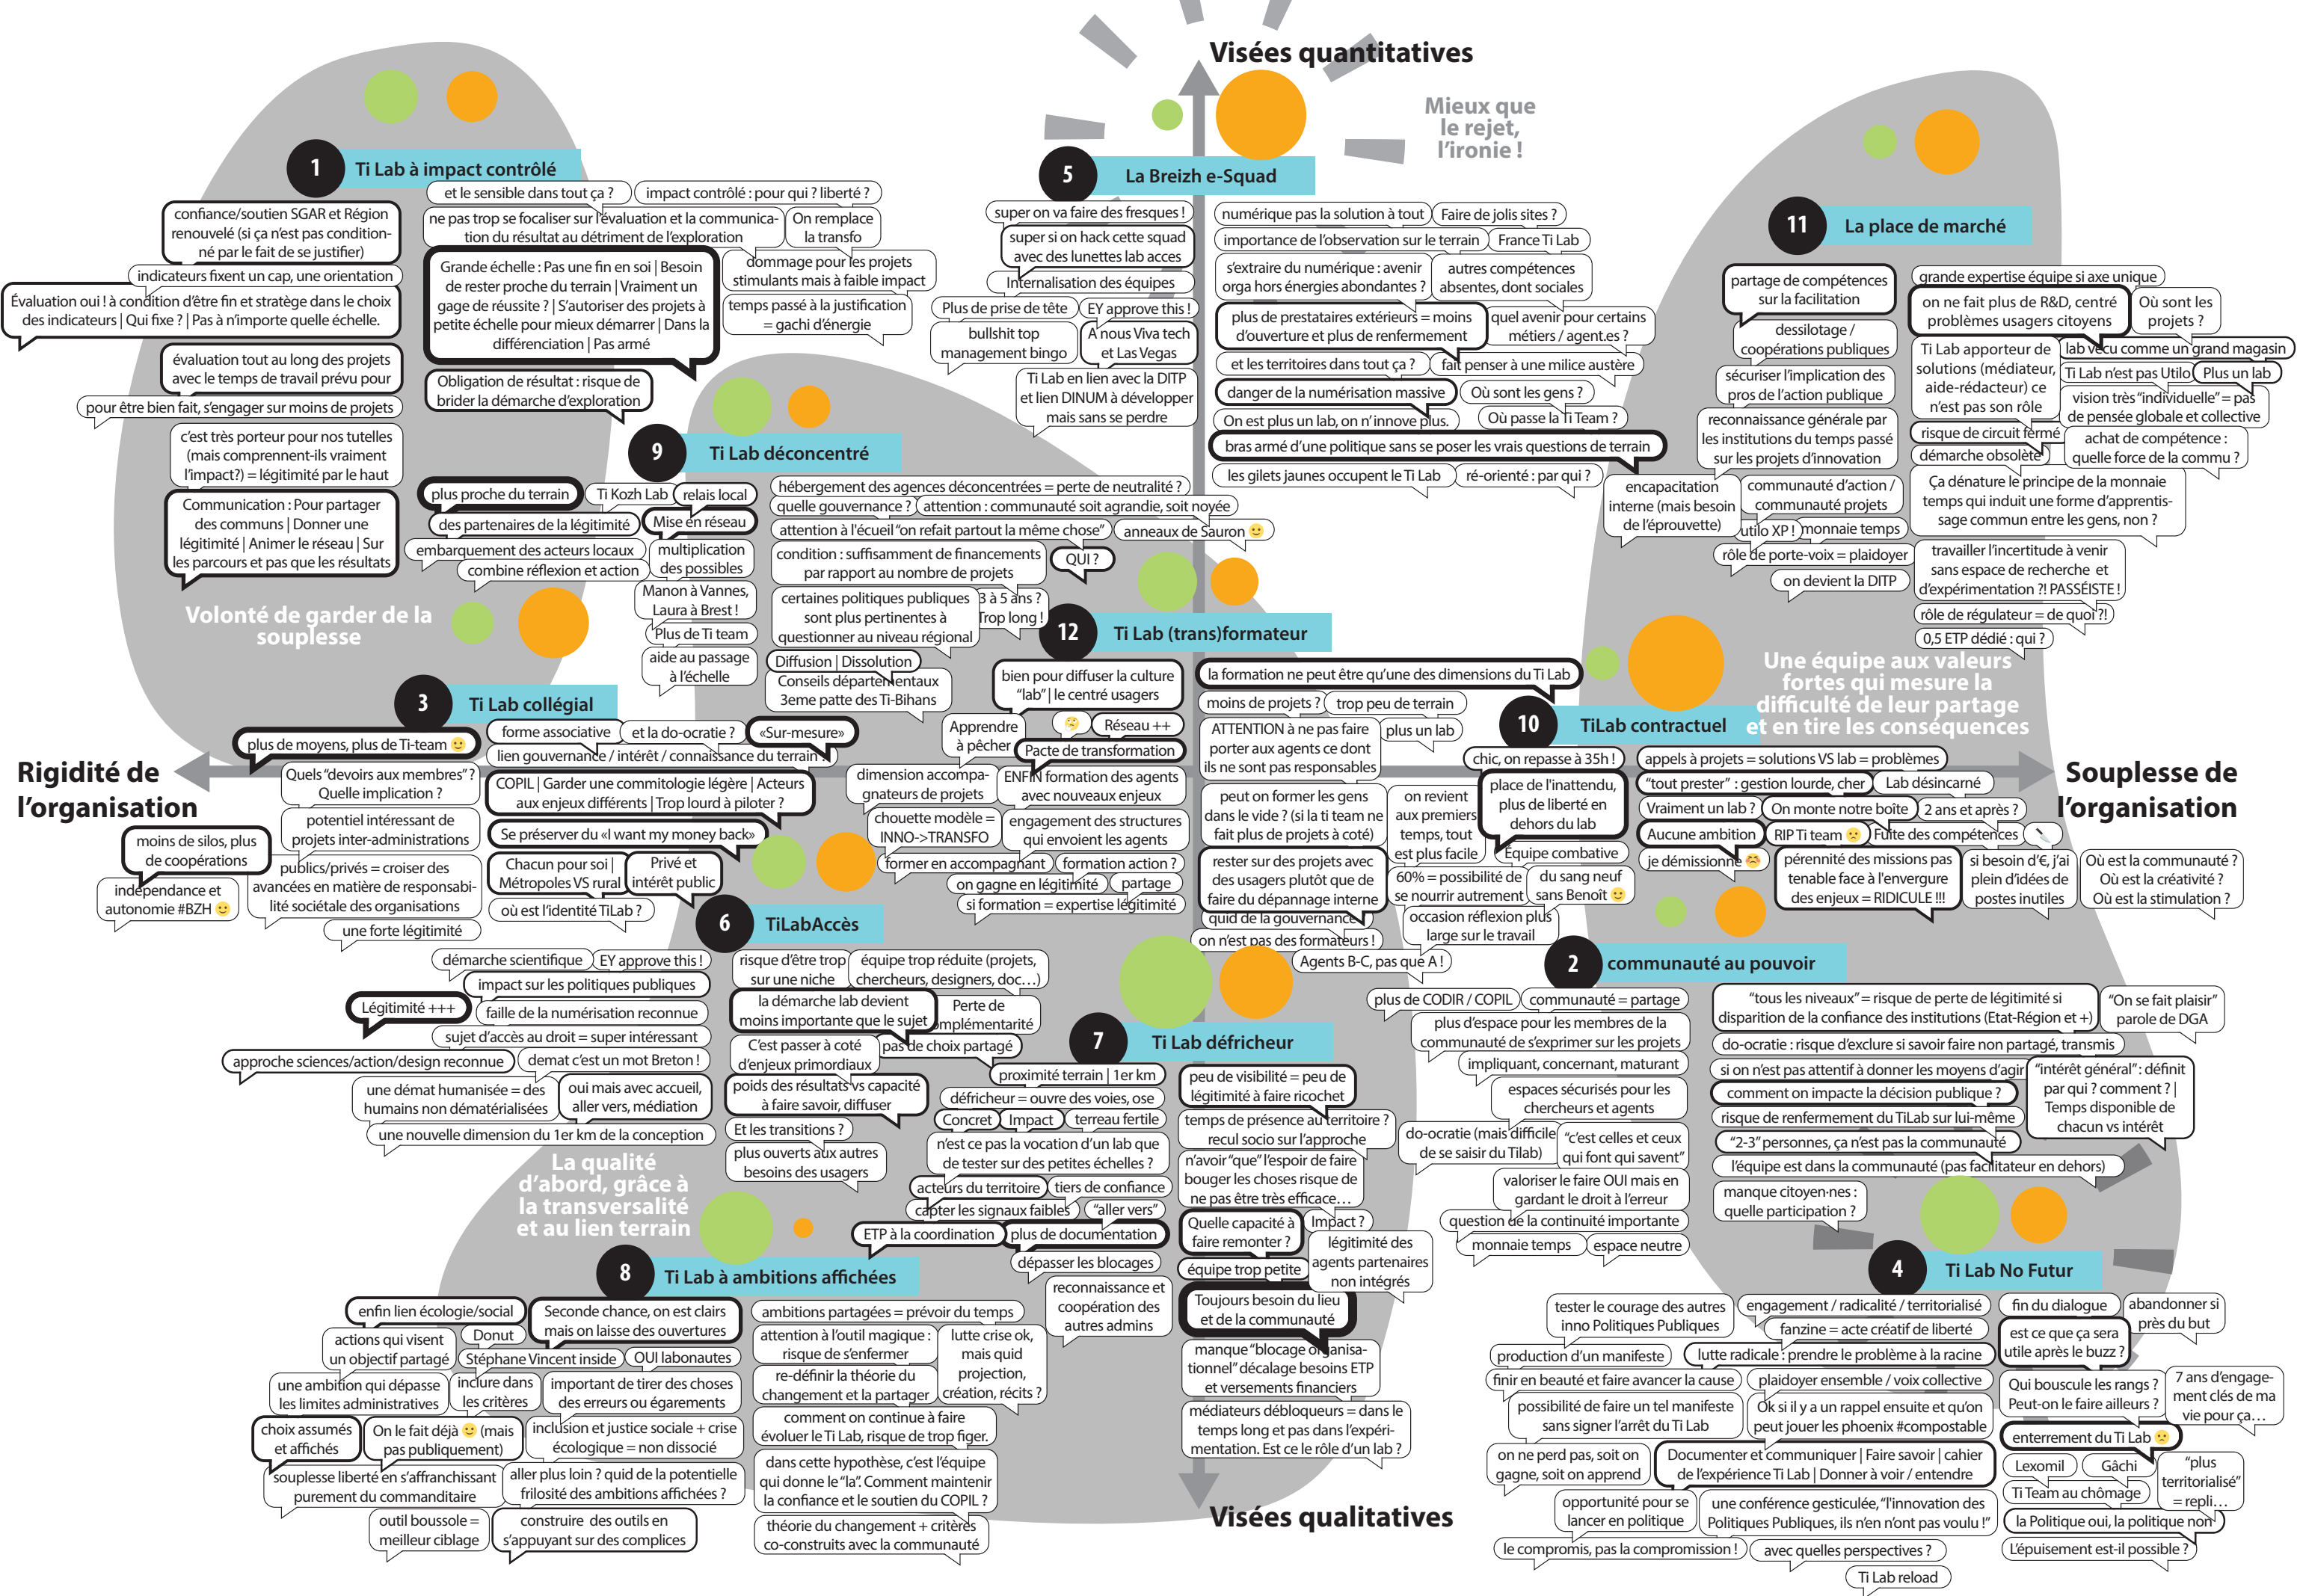 Visées quantitatives
Mieux que
le rejet,
l'ironie !
Rigidité de
l'organisation
Souplesse de
l'organisation
Visées qualitatives
Volonté de garder de la
souplesse
Une équipe aux valeurs
fortes qui mesure la
difficulté de leur partage
et en tire les conséquences
La qualité
d'abord, grâce à
la transversalité
et au lien terrain
1
Ti Lab à impact contrôlé
confiance/soutien SGAR et Région
renouvelé (si ça n'est pas condition-
né par le fait de se justifier)
indicateurs fixent un cap, une orientation
Évaluation oui ! à condition d'être fin et stratège dans le choix
des indicateurs | Qui fixe ? | Pas à n'importe quelle échelle.
évaluation tout au long des projets
avec le temps de travail prévu pour
pour être bien fait, s'engager sur moins de projets
c'est très porteur pour nos tutelles
(mais comprennent-ils vraiment
l'impact?) = légitimité par le haut
Communication : Pour partager
des communs | Donner une
légitimité | Animer le réseau | Sur
les parcours et pas que les résultats
et le sensible dans tout ça ?
impact contrôlé : pour qui ? liberté ?
ne pas trop se focaliser sur l'évaluation et la communica-
tion du résultat au détriment de l'exploration
On remplace
la transfo
Grande échelle : Pas une fin en soi | Besoin
de rester proche du terrain | Vraiment un
gage de réussite ? | S'autoriser des projets à
petite échelle pour mieux démarrer | Dans la
différenciation | Pas armé
dommage pour les projets
stimulants mais à faible impact
temps passé à la justification
= gachi d'énergie
Obligation de résultat : risque de
brider la démarche d'exploration
5
La Breizh e-Squad
super on va faire des fresques !
super si on hack cette squad
avec des lunettes lab acces
Internalisation des équipes
Plus de prise de tête
EY approve this !
bullshit top
management bingo
A nous Viva tech
et Las Vegas
Ti Lab en lien avec la DITP
et lien DINUM à développer
mais sans se perdre
numérique pas la solution à tout
Faire de jolis sites ?
importance de l'observation sur le terrain
France Ti Lab
s'extraire du numérique : avenir
orga hors énergies abondantes ?
autres compétences
absentes, dont sociales
plus de prestataires extérieurs = moins
d'ouverture et plus de renfermement
quel avenir pour certains
métiers / agent.es ?
et les territoires dans tout ça ?
fait penser à une milice austère
danger de la numérisation massive
Où sont les gens ?
On est plus un lab, on n'innove plus.
Où passe la Ti Team ?
bras armé d'une politique sans se poser les vrais questions de terrain
les gilets jaunes occupent le Ti Lab
ré-orienté : par qui ?
11
La place de marché
partage de compétences
sur la facilitation
dessilotage /
coopérations publiques
sécuriser l'implication des
pros de l'action publique
reconnaissance générale par
les institutions du temps passé
sur les projets d'innovation
encapacitation
interne (mais besoin
de l'éprouvette)
communauté d'action /
communauté projets
utilo XP !
monnaie temps
rôle de porte-voix = plaidoyer
on devient la DITP
grande expertise équipe si axe unique
on ne fait plus de R&D, centré
problèmes usagers citoyens
Où sont les
projets ?
Ti Lab apporteur de
solutions (médiateur,
aide-rédacteur) ce
n'est pas son rôle
lab vécu comme un grand magasin
Ti Lab n'est pas Utilo
Plus un lab
vision très "individuelle" = pas
de pensée globale et collective
risque de circuit fermé
démarche obsolète
achat de compétence :
quelle force de la commu ?
Ça dénature le principe de la monnaie
temps qui induit une forme d'apprentis-
sage commun entre les gens, non ?
travailler l'incertitude à venir
sans espace de recherche et
d'expérimentation ?! PASSÉISTE !
rôle de régulateur = de quoi ?!
0,5 ETP dédié : qui ?
9
Ti Lab déconcentré
plus proche du terrain
Ti Kozh Lab
relais local
des partenaires de la légitimité
Mise en réseau
embarquement des acteurs locaux
combine réflexion et action
multiplication
des possibles
Manon à Vannes,
Laura à Brest !
Plus de Ti team
aide au passage
à l'échelle
hébergement des agences déconcentrées = perte de neutralité ?
quelle gouvernance ?
attention : communauté soit agrandie, soit noyée
attention à l'écueil "on refait partout la même chose"
anneaux de Sauron 🙂
condition : suffisamment de financements
par rapport au nombre de projets
QUI ?
certaines politiques publiques
sont plus pertinentes à
questionner au niveau régional
3 à 5 ans ?
Trop long !
Diffusion | Dissolution
Conseils départementaux
3eme patte des Ti-Bihans
12
Ti Lab (trans)formateur
bien pour diffuser la culture
"lab" | le centré usagers
Apprendre
à pêcher
Réseau ++
Pacte de transformation
dimension accompa-
gnateurs de projets
ENFIN formation des agents
avec nouveaux enjeux
chouette modèle =
INNO->TRANSFO
engagement des structures
qui envoient les agents
former en accompagnant
formation action ?
on gagne en légitimité
partage
si formation = expertise légitimité
la formation ne peut être qu'une des dimensions du Ti Lab
moins de projets ?
trop peu de terrain
ATTENTION à ne pas faire
porter aux agents ce dont
ils ne sont pas responsables
plus un lab
peut on former les gens
dans le vide ? (si la ti team ne
fait plus de projets à coté)
on revient
aux premiers
temps, tout
est plus facile
rester sur des projets avec
des usagers plutôt que de
faire du dépannage interne
quid de la gouvernance
on n'est pas des formateurs !
Agents B-C, pas que A !
3
Ti Lab collégial
plus de moyens, plus de Ti-team 🙂
Quels "devoirs aux membres" ?
Quelle implication ?
potentiel intéressant de
projets inter-administrations
moins de silos, plus
de coopérations
publics/privés = croiser des
avancées en matière de responsabi-
lité sociétale des organisations
indépendance et
autonomie #BZH 🙂
une forte légitimité
forme associative
et la do-ocratie ?
«Sur-mesure»
lien gouvernance / intérêt / connaissance du terrain !
COPIL | Garder une commitologie légère | Acteurs
aux enjeux différents | Trop lourd à piloter ?
Se préserver du «I want my money back»
Chacun pour soi |
Métropoles VS rural
Privé et
intérêt public
où est l'identité TiLab ?
10
TiLab contractuel
chic, on repasse à 35h !
place de l'inattendu,
plus de liberté en
dehors du lab
Équipe combative
60% = possibilité de
se nourrir autrement
du sang neuf
sans Benoît 🙂
occasion réflexion plus
large sur le travail
appels à projets = solutions VS lab = problèmes
"tout prester" : gestion lourde, cher
Lab désincarné
Vraiment un lab ?
On monte notre boîte
2 ans et après ?
Aucune ambition
RIP Ti team 🙁
Fuite des compétences
je démissionne
pérennité des missions pas
tenable face à l'envergure
des enjeux = RIDICULE !!!
si besoin d'€, j'ai
plein d'idées de
postes inutiles
Où est la communauté ?
Où est la créativité ?
Où est la stimulation ?
6
TiLabAccès
démarche scientifique
EY approve this !
impact sur les politiques publiques
Légitimité +++
faille de la numérisation reconnue
sujet d'accès au droit = super intéressant
approche sciences/action/design reconnue
demat c'est un mot Breton !
une démat humanisée = des
humains non dématérialisées
oui mais avec accueil,
aller vers, médiation
une nouvelle dimension du 1er km de la conception
risque d'être trop
sur une niche
équipe trop réduite (projets,
chercheurs, designers, doc…)
la démarche lab devient
moins importante que le sujet
Perte de
complémentarité
C'est passer à coté
d'enjeux primordiaux
pas de choix partagé
poids des résultats vs capacité
à faire savoir, diffuser
Et les transitions ?
plus ouverts aux autres
besoins des usagers
7
Ti Lab défricheur
proximité terrain | 1er km
défricheur = ouvre des voies, ose
Concret
Impact
terreau fertile
n'est ce pas la vocation d'un lab que
de tester sur des petites échelles ?
acteurs du territoire
tiers de confiance
capter les signaux faibles
"aller vers"
ETP à la coordination
plus de documentation
dépasser les blocages
reconnaissance et
coopération des
autres admins
peu de visibilité = peu de
légitimité à faire ricochet
temps de présence au territoire ?
recul socio sur l'approche
n'avoir "que" l'espoir de faire
bouger les choses risque de
ne pas être très efficace…
Quelle capacité à
faire remonter ?
Impact ?
légitimité des
agents partenaires
non intégrés
équipe trop petite
Toujours besoin du lieu
et de la communauté
manque "blocage organisa-
tionnel" décalage besoins ETP
et versements financiers
médiateurs débloqueurs = dans le
temps long et pas dans l'expéri-
mentation. Est ce le rôle d'un lab ?
2
communauté au pouvoir
plus de CODIR / COPIL
communauté = partage
plus d'espace pour les membres de la
communauté de s'exprimer sur les projets
impliquant, concernant, maturant
espaces sécurisés pour les
chercheurs et agents
do-ocratie (mais difficile
de se saisir du Tilab)
"c'est celles et ceux
qui font qui savent"
valoriser le faire OUI mais en
gardant le droit à l'erreur
question de la continuité importante
monnaie temps
espace neutre
"tous les niveaux" = risque de perte de légitimité si
disparition de la confiance des institutions (Etat-Région et +)
"On se fait plaisir"
parole de DGA
do-ocratie : risque d'exclure si savoir faire non partagé, transmis
si on n'est pas attentif à donner les moyens d'agir
"intérêt général" : définit
par qui ? comment ? |
Temps disponible de
chacun vs intérêt
comment on impacte la décision publique ?
risque de renfermement du TiLab sur lui-même
"2-3" personnes, ça n'est pas la communauté
l'équipe est dans la communauté (pas facilitateur en dehors)
manque citoyen·nes :
quelle participation ?
8
Ti Lab à ambitions affichées
enfin lien écologie/social
Seconde chance, on est clairs
mais on laisse des ouvertures
actions qui visent
un objectif partagé
Donut
Stéphane Vincent inside
OUI labonautes
une ambition qui dépasse
les limites administratives
inclure dans
les critères
important de tirer des choses
des erreurs ou égarements
choix assumés
et affichés
On le fait déjà 🙂 (mais
pas publiquement)
inclusion et justice sociale + crise
écologique = non dissocié
souplesse liberté en s'affranchissant
purement du commanditaire
aller plus loin ? quid de la potentielle
frilosité des ambitions affichées ?
outil boussole =
meilleur ciblage
construire des outils en
s'appuyant sur des complices
ambitions partagées = prévoir du temps
attention à l'outil magique :
risque de s'enfermer
lutte crise ok,
mais quid
projection,
création, récits ?
re-définir la théorie du
changement et la partager
comment on continue à faire
évoluer le Ti Lab, risque de trop figer.
dans cette hypothèse, c'est l'équipe
qui donne le "la". Comment maintenir
la confiance et le soutien du COPIL ?
théorie du changement + critères
co-construits avec la communauté
4
Ti Lab No Futur
tester le courage des autres
inno Politiques Publiques
engagement / radicalité / territorialisé
fanzine = acte créatif de liberté
production d'un manifeste
lutte radicale : prendre le problème à la racine
finir en beauté et faire avancer la cause
plaidoyer ensemble / voix collective
possibilité de faire un tel manifeste
sans signer l'arrêt du Ti Lab
Ok si il y a un rappel ensuite et qu'on
peut jouer les phoenix #compostable
on ne perd pas, soit on
gagne, soit on apprend
Documenter et communiquer | Faire savoir | cahier
de l'expérience Ti Lab | Donner à voir / entendre
opportunité pour se
lancer en politique
une conférence gesticulée, "l'innovation des
Politiques Publiques, ils n'en n'ont pas voulu !"
le compromis, pas la compromission !
avec quelles perspectives ?
Ti Lab reload
fin du dialogue
abandonner si
près du but
est ce que ça sera
utile après le buzz ?
Qui bouscule les rangs ?
Peut-on le faire ailleurs ?
7 ans d'engage-
ment clés de ma
vie pour ça…
enterrement du Ti Lab 🙁
Lexomil
Gâchi
"plus
territorialisé"
= repli…
Ti Team au chômage
la Politique oui, la politique non
L'épuisement est-il possible ?